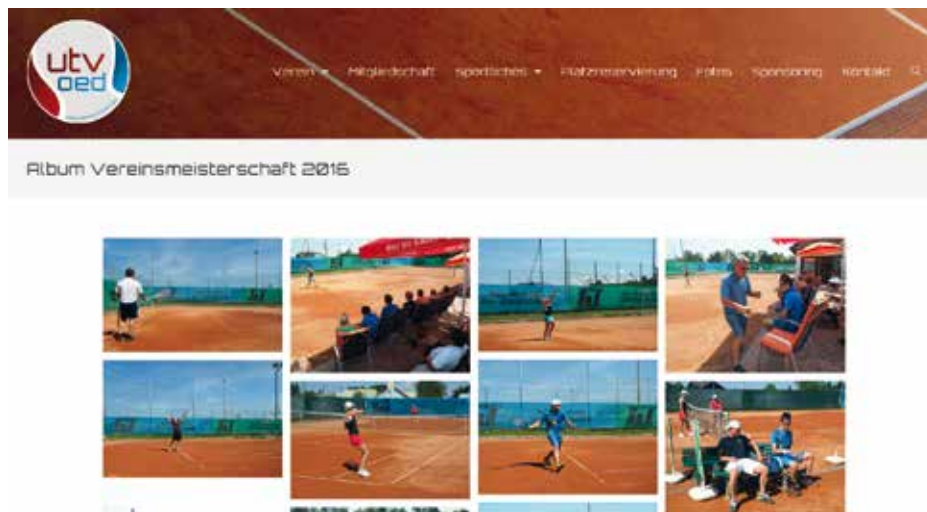 utv
oed
Verein Mitgliedschaft Sportliches Platzreservierung Fotos Sponsoring Kontakt
Album Vereinsmeisterschaft 2016